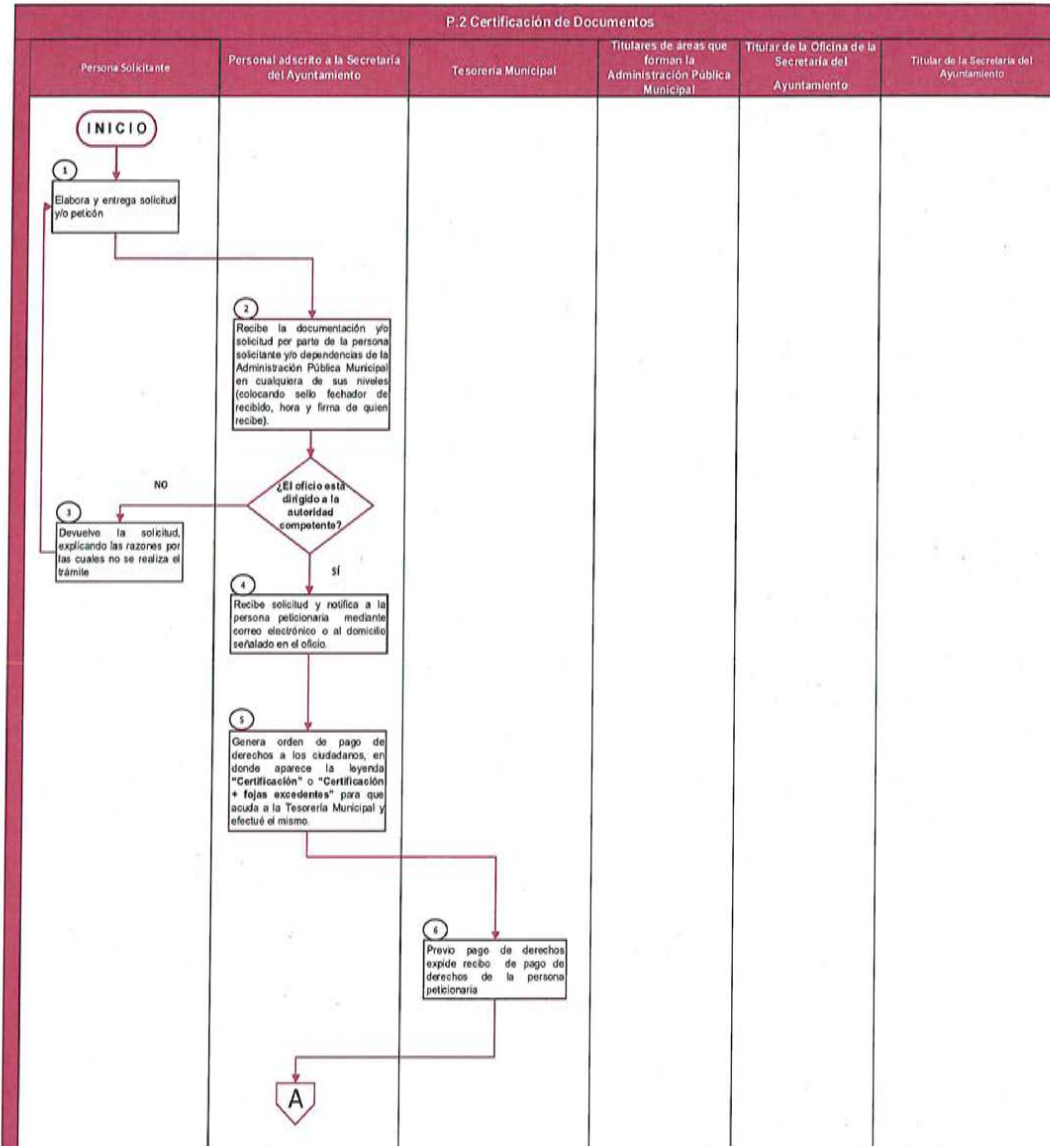 P.2 Certificación de Documentos
Persona Solicitante
Personal adscrito a la Secretaría
del Ayuntamiento
Tesorería Municipal
Titulares de áreas que
forman la
Administración Pública
Municipal
Titular de la Oficina de la
Secretaría del
Ayuntamiento
Titular de la Secretaría del
Ayuntamiento
INICIO
1
Elabora y entrega solicitud
y/o petición
2
Recibe la documentación y/o
solicitud por parte de la persona
solicitante y/o dependencias de la
Administración Pública Municipal
en cualquiera de sus niveles
(colocando sello fechador de
recibido, hora y firma de quien
recibe).
¿El oficio está
dirigido a la
autoridad
competente?
NO
3
Devuelve la solicitud,
explicando las razones por
las cuales no se realiza el
trámite
SÍ
4
Recibe solicitud y notifica a la
persona peticionaria mediante
correo electrónico o al domicilio
señalado en el oficio.
5
Genera orden de pago de
derechos a los ciudadanos, en
donde aparece la leyenda
"Certificación" o "Certificación
+ fojas excedentes" para que
acuda a la Tesorería Municipal y
efectué el mismo.
6
Previo pago de derechos
expide recibo de pago de
derechos de la persona
peticionaria
A